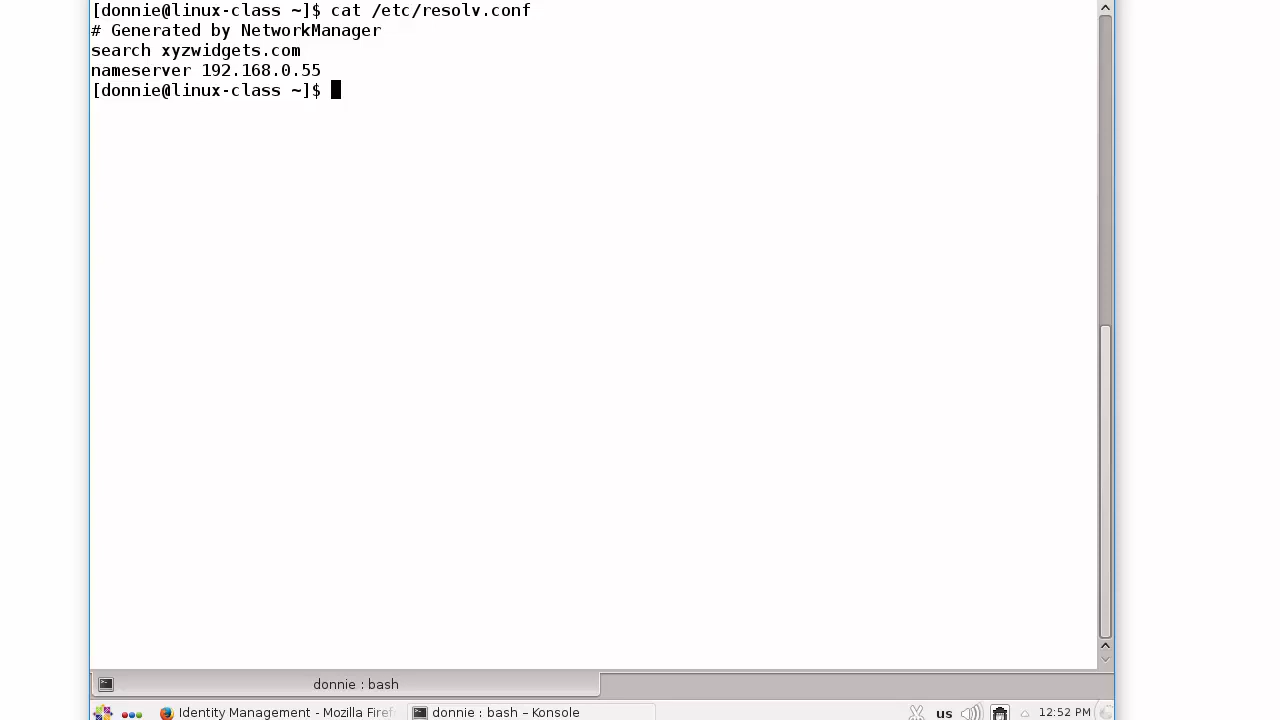 [donnie@linux-class ~]$ cat /etc/resolv.conf
# Generated by NetworkManager
search xyzwidgets.com
nameserver 192.168.0.55
[donnie@linux-class ~]$
donnie : bash
Identity Management - Mozilla Firef
donnie : bash – Konsole
us
12:52 PM